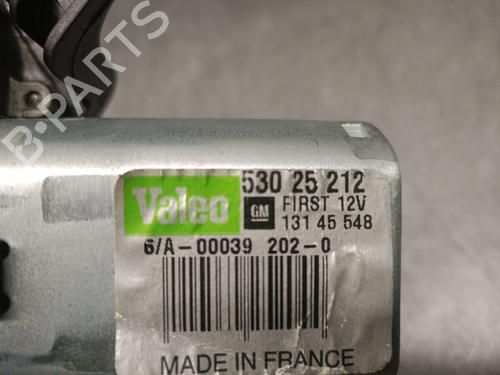 B-PARTS
Valeo
530 25 212
GM
FIRST 12V
131 45 548
6/A-00039 202-0
MADE IN FRANCE